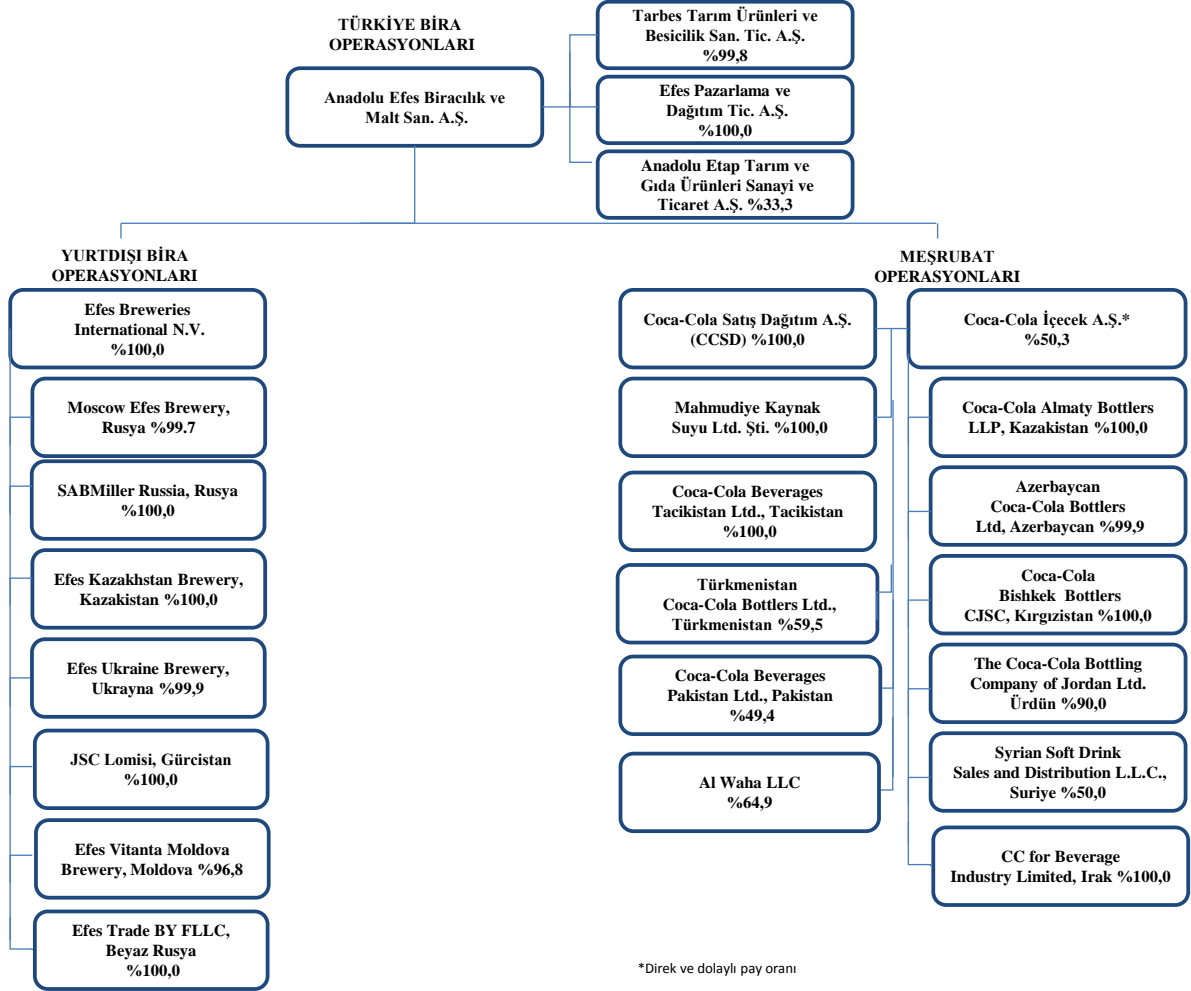 TÜRKİYE BİRA
OPERASYONLARI
Anadolu Efes Biracılık ve
Malt San. A.Ş.
Tarbes Tarım Ürünleri ve
Besicilik San. Tic. A.Ş.
%99,8
Efes Pazarlama ve
Dağıtım Tic. A.Ş.
%100,0
Anadolu Etap Tarım ve
Gıda Ürünleri Sanayi ve
Ticaret A.Ş. %33,3
YURTDIŞI BİRA
OPERASYONLARI
Efes Breweries
International N.V.
%100,0
Moscow Efes Brewery,
Rusya %99.7
SABMiller Russia, Rusya
%100,0
Efes Kazakhstan Brewery,
Kazakistan %100,0
Efes Ukraine Brewery,
Ukrayna %99,9
JSC Lomisi, Gürcistan
%100,0
Efes Vitanta Moldova
Brewery, Moldova %96,8
Efes Trade BY FLLC,
Beyaz Rusya
%100,0
MEŞRUBAT
OPERASYONLARI
Coca-Cola Satış Dağıtım A.Ş.
(CCSD) %100,0
Mahmudiye Kaynak
Suyu Ltd. Şti. %100,0
Coca-Cola Beverages
Tacikistan Ltd., Tacikistan
%100,0
Türkmenistan
Coca-Cola Bottlers Ltd.,
Türkmenistan %59,5
Coca-Cola Beverages
Pakistan Ltd., Pakistan
%49,4
Al Waha LLC
%64,9
Coca-Cola İçecek A.Ş.*
%50,3
Coca-Cola Almaty Bottlers
LLP, Kazakistan %100,0
Azerbaycan
Coca-Cola Bottlers
Ltd, Azerbaycan %99,9
Coca-Cola
Bishkek Bottlers
CJSC, Kırgızistan %100,0
The Coca-Cola Bottling
Company of Jordan Ltd.
Ürdün %90,0
Syrian Soft Drink
Sales and Distribution L.L.C.,
Suriye %50,0
CC for Beverage
Industry Limited, Irak %100,0
*Direk ve dolaylı pay oranı